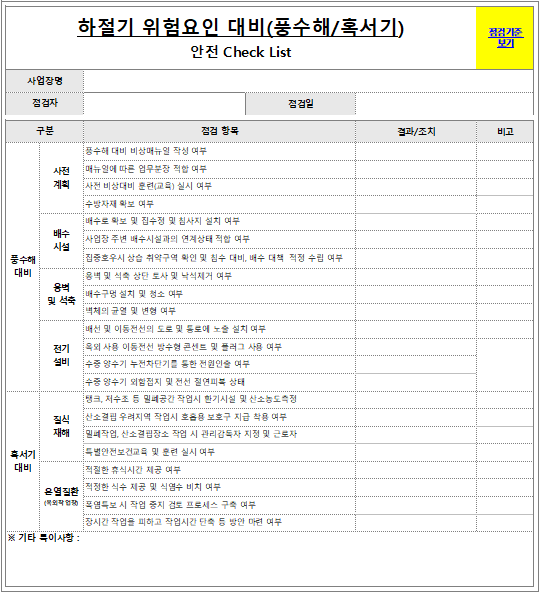 하절기 위험요인 대비(풍수해/혹서기)
안전 Check List
점검기준
보기
사업장명
점검자
점검일
구분
점검 항목
결과/조치
비고
풍수해
대비
사전
계획
풍수해 대비 비상매뉴얼 작성 여부
매뉴얼에 따른 업무분장 적합 여부
사전 비상대비 훈련(교육) 실시 여부
수방자재 확보 여부
배수
시설
배수로 확보 및 집수정 및 침사지 설치 여부
사업장 주변 배수시설과의 연계상태 적합 여부
집중호우시 상습 취약구역 확인 및 침수 대비, 배수 대책 적정 수립 여부
옹벽
및 석축
옹벽 및 석축 상단 토사 및 낙석제거 여부
배수구멍 설치 및 청소 여부
벽체의 균열 및 변형 여부
전기
설비
배선 및 이동전선의 도로 및 통로에 노출 설치 여부
옥외 사용 이동전선 방수형 콘센트 및 플러그 사용 여부
수중 양수기 누전차단기를 통한 전원인출 여부
수중 양수기 외함접지 및 전선 절연피복 상태
혹서기
대비
질식
재해
탱크, 저수조 등 밀폐공간 작업시 환기시설 및 산소농도측정
산소결핍 우려지역 작업시 호흡용 보호구 지급 착용 여부
밀폐작업, 산소결핍장소 작업 시 관리감독자 지정 및 근로자
특별안전보건교육 및 훈련 실시 여부
온열질환
(옥외작업장)
적절한 휴식시간 제공 여부
적정한 식수 제공 및 식염수 비치 여부
폭염특보 시 작업 중지 검토 프로세스 구축 여부
장시간 작업을 피하고 작업시간 단축 등 방안 마련 여부
※ 기타 특이사항 :